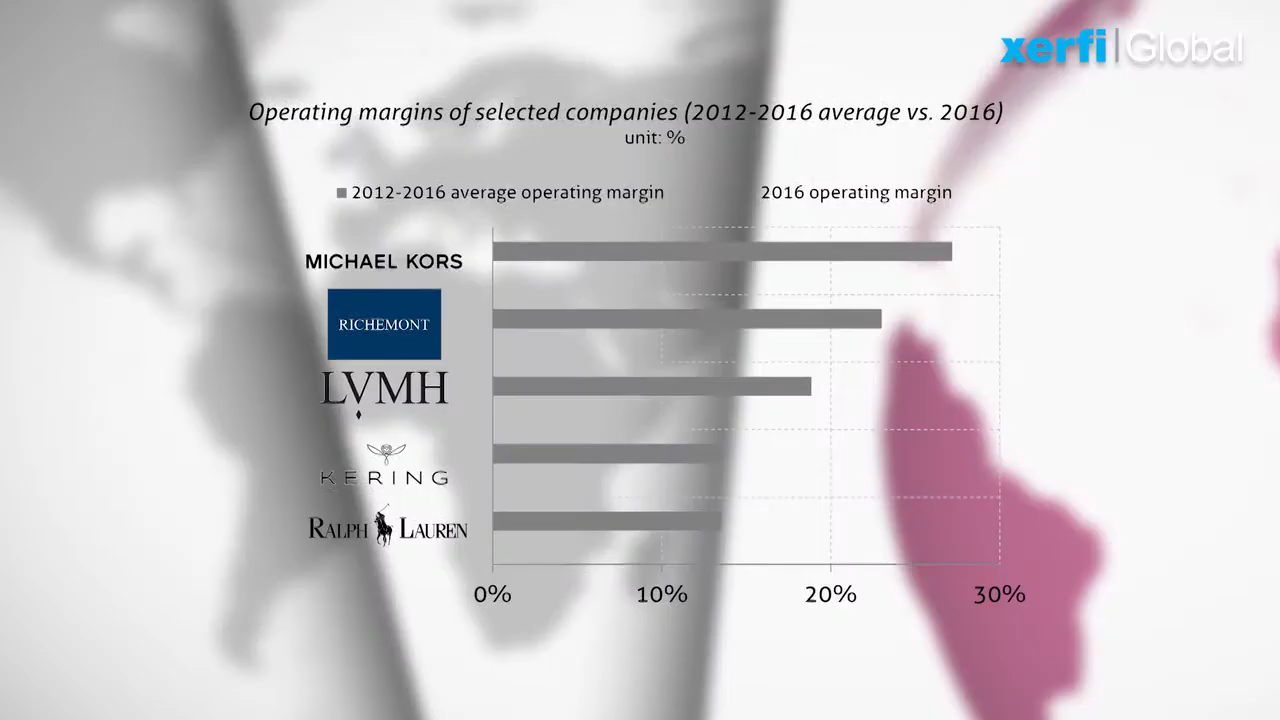 xerfi Global
Operating margins of selected companies (2012-2016 average vs. 2016)
unit: %
2012-2016 average operating margin
2016 operating margin
MICHAEL KORS
RICHEMONT
LVMH
KERING
RALPH LAUREN
0% 10% 20% 30%